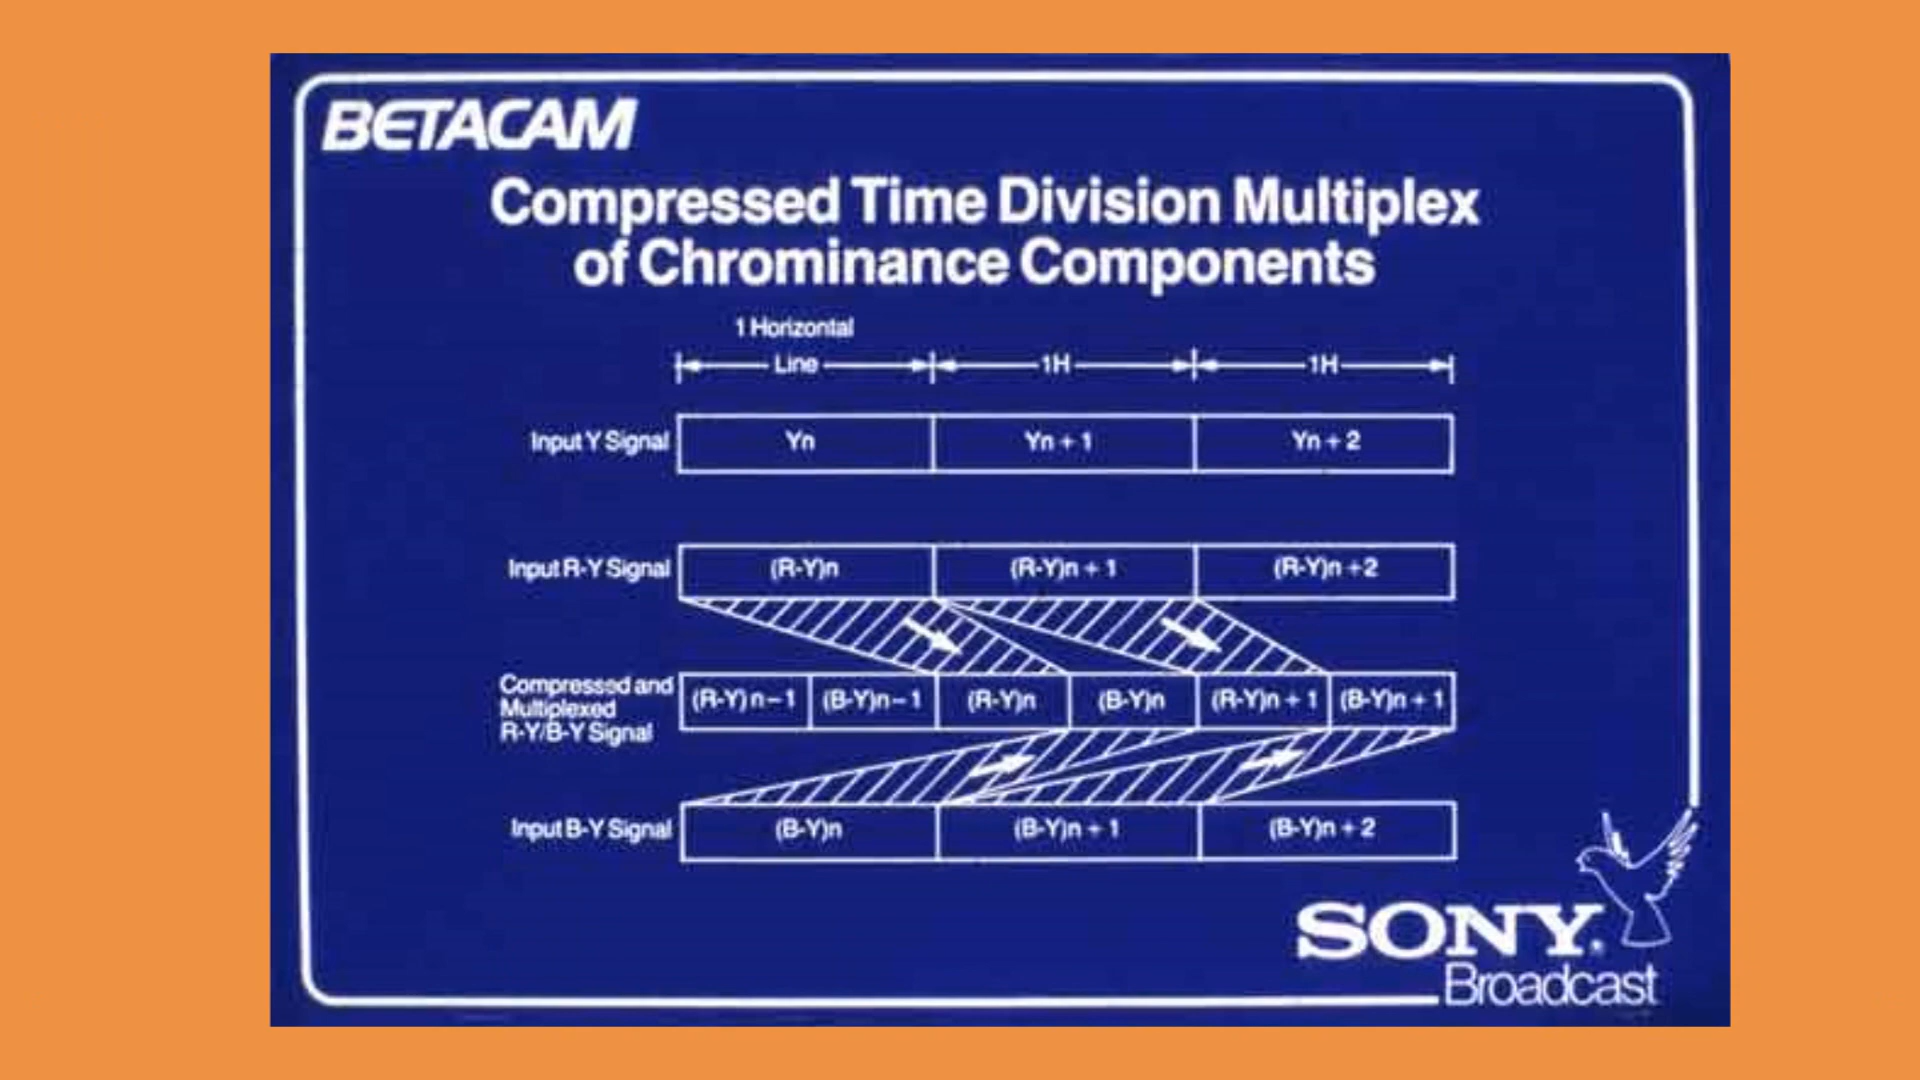 BETACAM
Compressed Time Division Multiplex
of Chrominance Components
1 Horizontal
Line 1H 1H
Input Y Signal Yn Yn + 1 Yn + 2
Input R-Y Signal (R-Y)n (R-Y)n + 1 (R-Y)n +2
Compressed and
Multiplexed
R-Y/B-Y Signal
(R-Y) n-1 (B-Y)n-1 (R-Y)n (B-Y)n (R-Y)n + 1 (B-Y)n + 1
Input B-Y Signal (B-Y)n (B-Y)n + 1 (B-Y)n + 2
SONY®
Broadcast